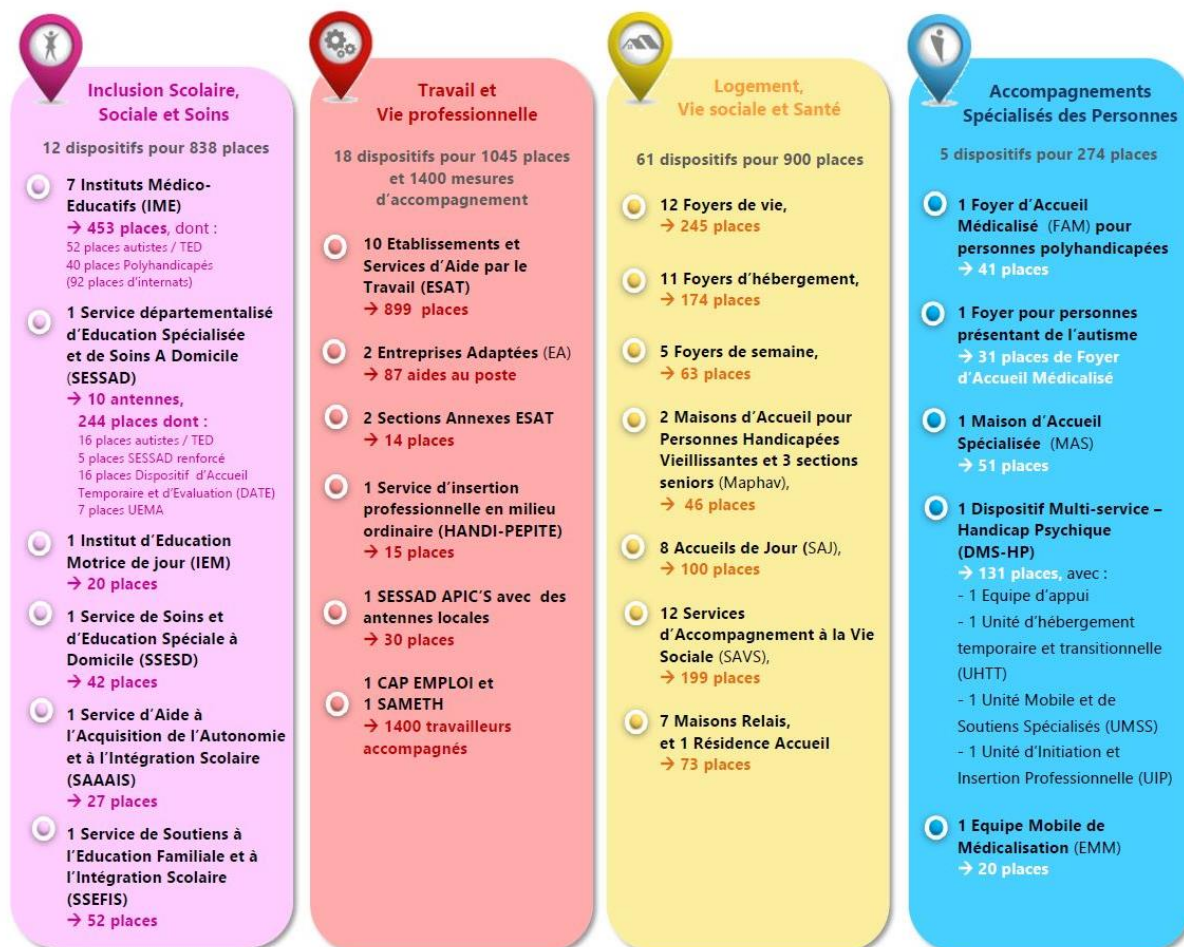 Inclusion Scolaire,
Sociale et Soins
12 dispositifs pour 838 places
7 Instituts Médico-
Educatifs (IME)
→ 453 places, dont :
52 places autistes / TED
40 places Polyhandicapés
(92 places d'internats)
1 Service départementalisé
d'Education Spécialisée
et de Soins A Domicile
(SESSAD)
→ 10 antennes,
244 places dont :
16 places autistes / TED
5 places SESSAD renforcé
16 places Dispositif d'Accueil
Temporaire et d'Evaluation (DATE)
7 places UEMA
1 Institut d'Education
Motrice de jour (IEM)
→ 20 places
1 Service de Soins et
d'Education Spéciale à
Domicile (SSESD)
→ 42 places
1 Service d'Aide à
l'Acquisition de l'Autonomie
et à l'Intégration Scolaire
(SAAAIS)
→ 27 places
1 Service de Soutiens à
l'Education Familiale et à
l'Intégration Scolaire
(SSEFIS)
→ 52 places
Travail et
Vie professionnelle
18 dispositifs pour 1045 places
et 1400 mesures
d'accompagnement
10 Etablissements et
Services d'Aide par le
Travail (ESAT)
→ 899 places
2 Entreprises Adaptées (EA)
→ 87 aides au poste
2 Sections Annexes ESAT
→ 14 places
1 Service d'insertion
professionnelle en milieu
ordinaire (HANDI-PEPITE)
→ 15 places
1 SESSAD APIC'S avec des
antennes locales
→ 30 places
1 CAP EMPLOI et
1 SAMETH
→ 1400 travailleurs
accompagnés
Logement,
Vie sociale et Santé
61 dispositifs pour 900 places
12 Foyers de vie,
→ 245 places
11 Foyers d'hébergement,
→ 174 places
5 Foyers de semaine,
→ 63 places
2 Maisons d'Accueil pour
Personnes Handicapées
Vieillissantes et 3 sections
seniors (Maphav),
→ 46 places
8 Accueils de Jour (SAJ),
→ 100 places
12 Services
d'Accompagnement à la Vie
Sociale (SAVS),
→ 199 places
7 Maisons Relais,
et 1 Résidence Accueil
→ 73 places
Accompagnements
Spécialisés des Personnes
5 dispositifs pour 274 places
1 Foyer d'Accueil
Médicalisé (FAM) pour
personnes polyhandicapées
→ 41 places
1 Foyer pour personnes
présentant de l'autisme
→ 31 places de Foyer
d'Accueil Médicalisé
1 Maison d'Accueil
Spécialisée (MAS)
→ 51 places
1 Dispositif Multi-service –
Handicap Psychique
(DMS-HP)
→ 131 places, avec :
- 1 Equipe d'appui
- 1 Unité d'hébergement
temporaire et transitionnelle
(UHTT)
- 1 Unité Mobile et de
Soutiens Spécialisés (UMSS)
- 1 Unité d'Initiation et
Insertion Professionnelle (UIP)
1 Equipe Mobile de
Médicalisation (EMM)
→ 20 places